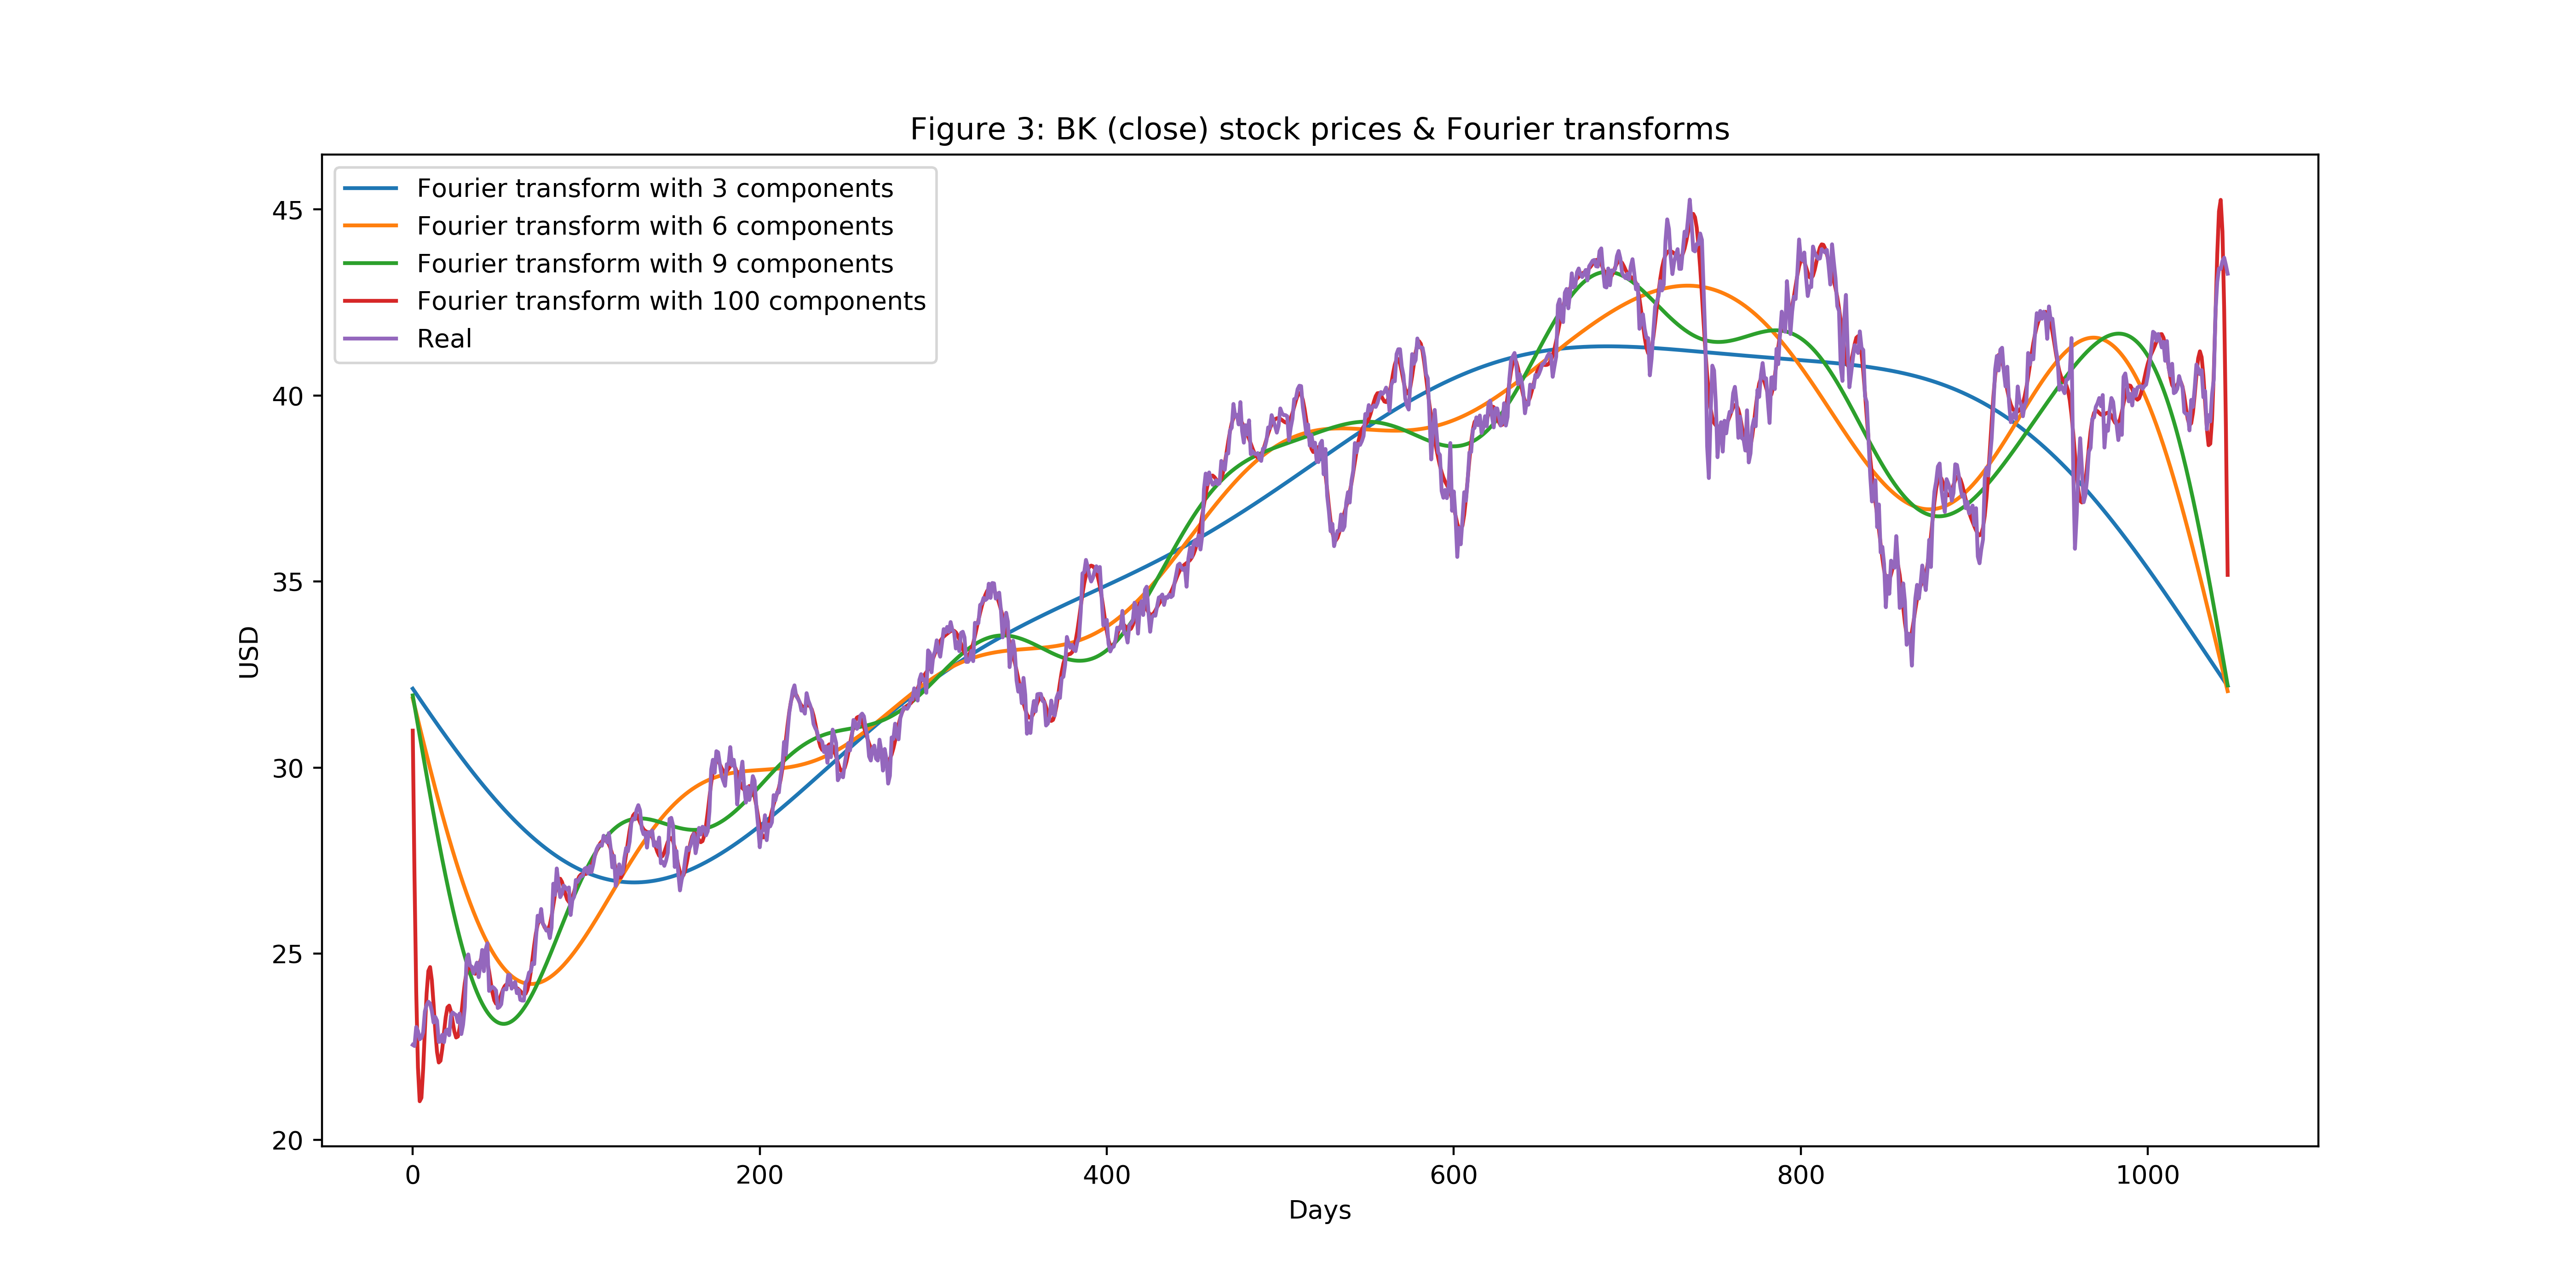 Figure 3: BK (close) stock prices & Fourier transforms
Fourier transform with 3 components
Fourier transform with 6 components
Fourier transform with 9 components
Fourier transform with 100 components
Real
45
40
35
30
25
20
USD
0 200 400 600 800 1000
Days